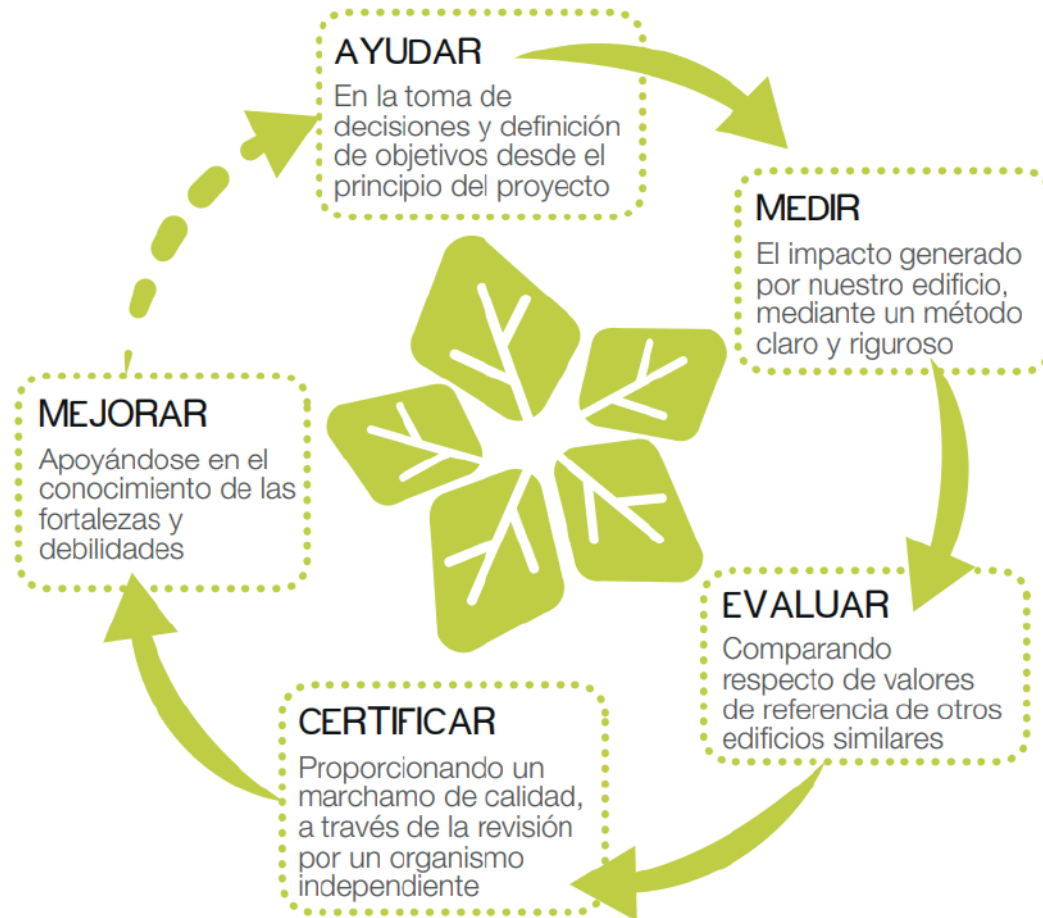 AYUDAR
En la toma de
decisiones y definición
de objetivos desde el
principio del proyecto
MEDIR
El impacto generado
por nuestro edificio,
mediante un método
claro y riguroso
EVALUAR
Comparando
respecto de valores
de referencia de otros
edificios similares
CERTIFICAR
Proporcionando un
marchamo de calidad,
a través de la revisión
por un organismo
independiente
MEJORAR
Apoyándose en el
conocimiento de las
fortalezas y
debilidades